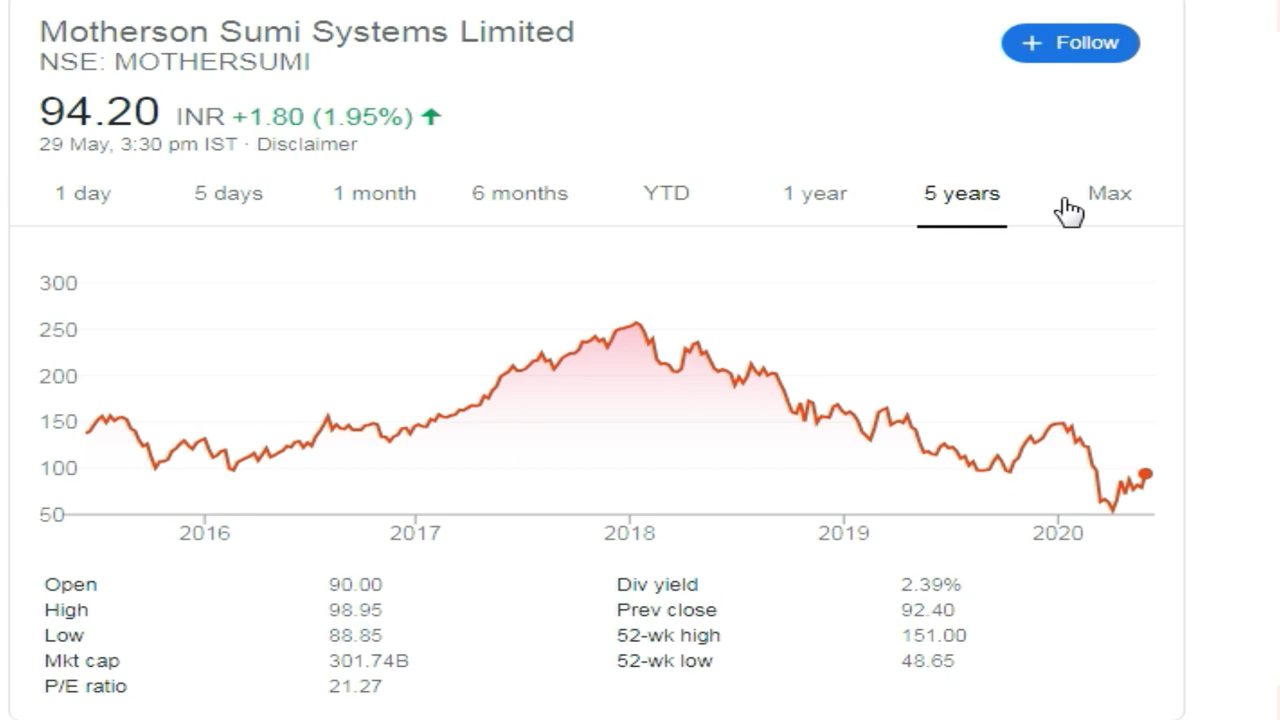 Motherson Sumi Systems Limited
NSE: MOTHERSUMI
+ Follow
94.20 INR +1.80 (1.95%)
29 May, 3:30 pm IST · Disclaimer
1 day 5 days 1 month 6 months YTD 1 year 5 years Max
300
250
200
150
100
50
2016 2017 2018 2019 2020
Open 90.00 Div yield 2.39%
High 98.95 Prev close 92.40
Low 88.85 52-wk high 151.00
Mkt cap 301.74B 52-wk low 48.65
P/E ratio 21.27